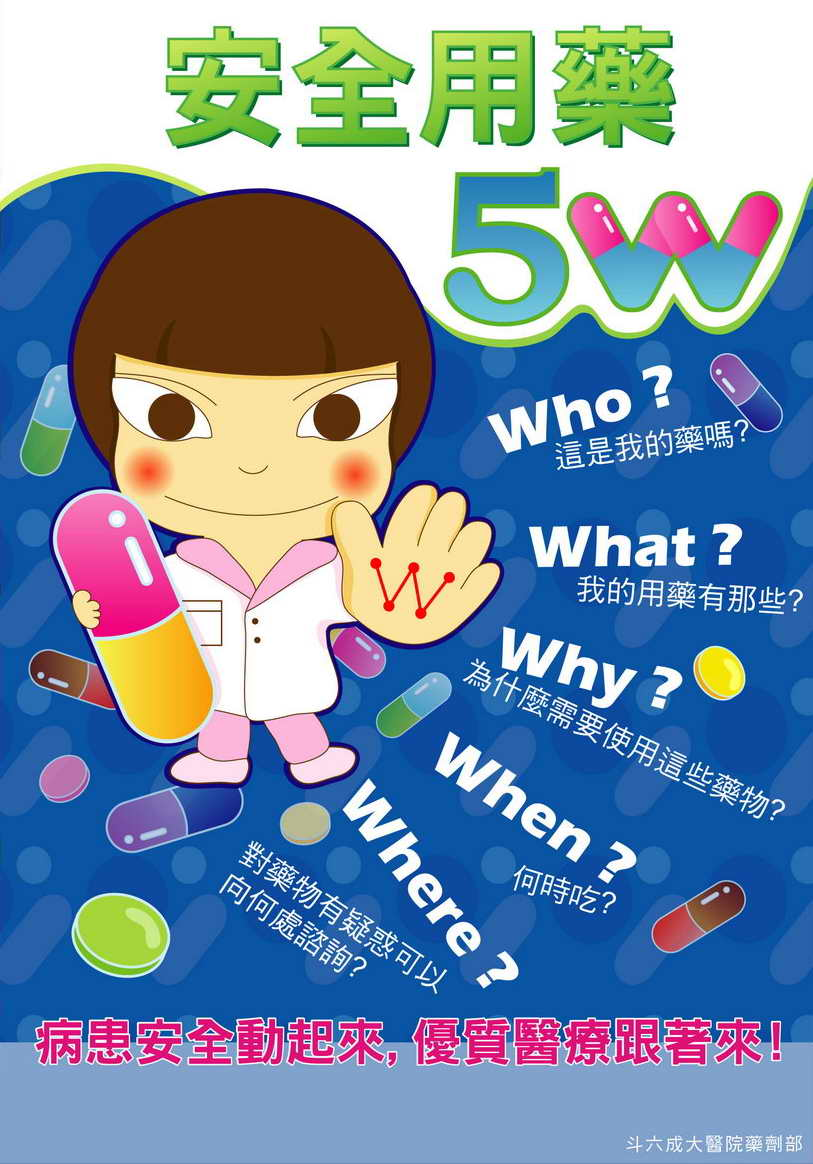 安全用藥
5W
Who?
這是我的藥嗎?
What?
我的用藥有那些?
Why?
為什麼需要使用這些藥物?
When?
何時吃?
Where?
對藥物有疑惑可以
向何處諮詢?
W
病患安全動起來, 優質醫療跟著來!
斗六成大醫院藥劑部